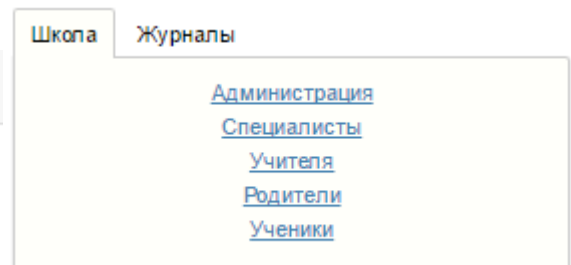 Школа Журналы
Администрация
Специалисты
Учителя
Родители
Ученики